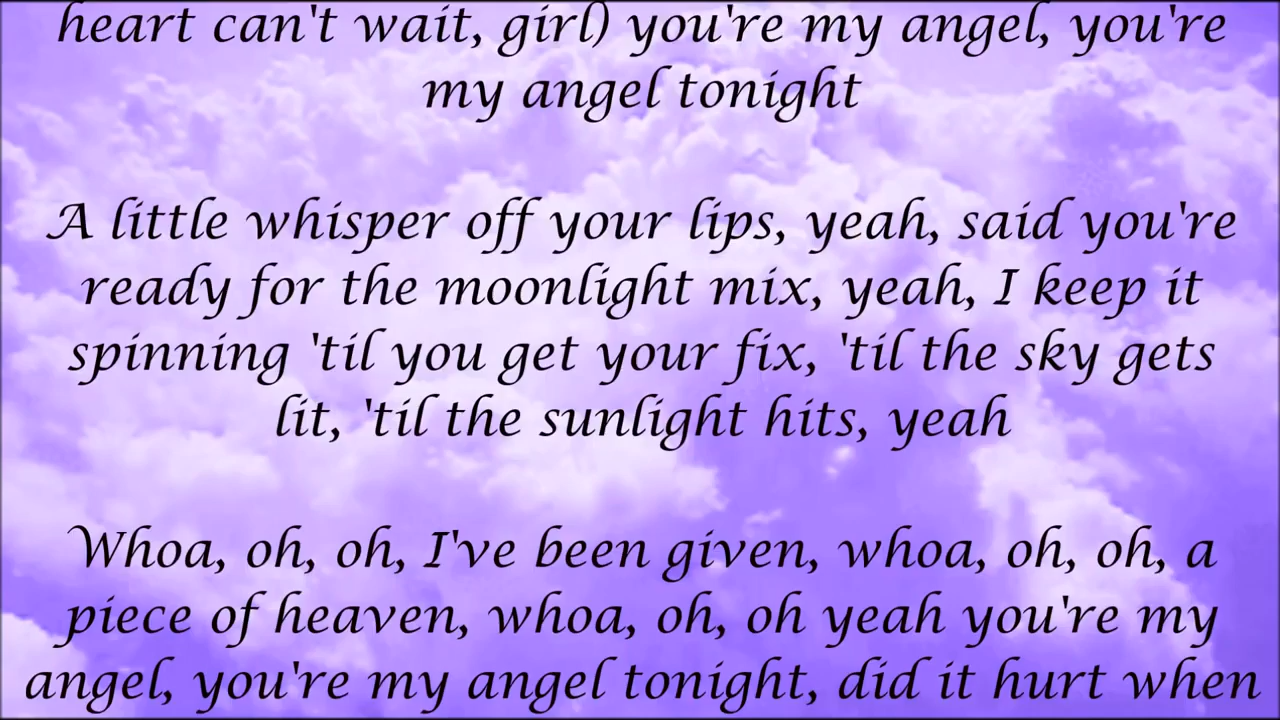 heart can't wait, girl) you're my angel, you're
my angel tonight
A little whisper off your lips, yeah, said you're
ready for the moonlight mix, yeah, I keep it
spinning 'til you get your fix, 'til the sky gets
lit, 'til the sunlight hits, yeah
Whoa, oh, oh, I've been given, whoa, oh, oh, a
piece of heaven, whoa, oh, oh yeah you're my
angel, you're my angel tonight, did it hurt when